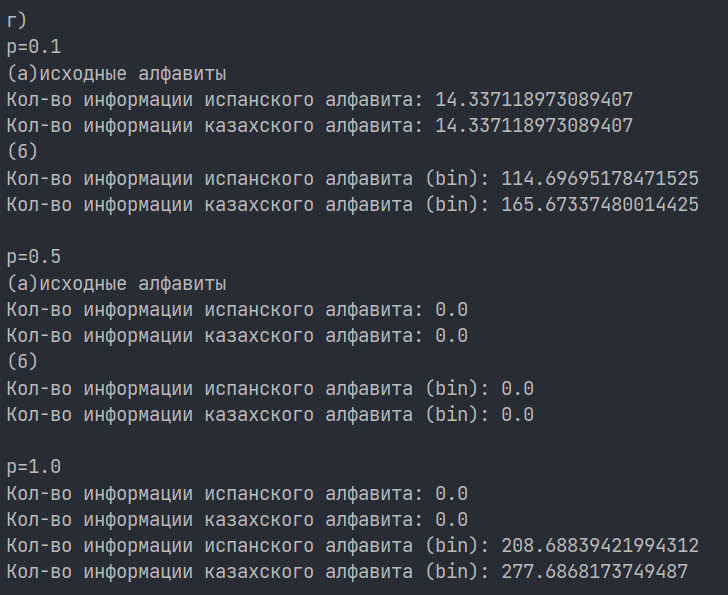 г)
p=0.1
(а)исходные алфавиты
Кол-во информации испанского алфавита: 14.337118973089407
Кол-во информации казахского алфавита: 14.337118973089407
(б)
Кол-во информации испанского алфавита (bin): 114.69695178471525
Кол-во информации казахского алфавита (bin): 165.67337480014425
p=0.5
(а)исходные алфавиты
Кол-во информации испанского алфавита: 0.0
Кол-во информации казахского алфавита: 0.0
(б)
Кол-во информации испанского алфавита (bin): 0.0
Кол-во информации казахского алфавита (bin): 0.0
p=1.0
Кол-во информации испанского алфавита: 0.0
Кол-во информации казахского алфавита: 0.0
Кол-во информации испанского алфавита (bin): 208.68839421994312
Кол-во информации казахского алфавита (bin): 277.6868173749487